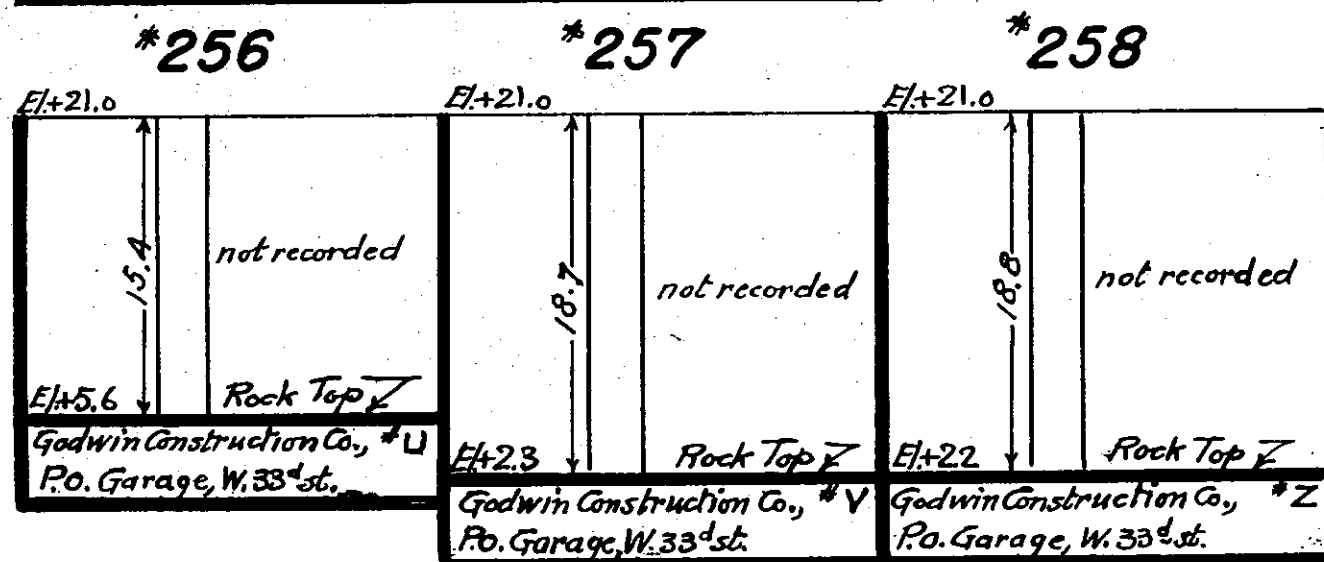 *256
El.+21.0
15.4
not recorded
El.+5.6
Rock Top
Godwin Construction Co., #U
P.O. Garage, W. 33d st.
*257
El.+21.0
18.7
not recorded
El.+2.3
Rock Top
Godwin Construction Co., #V
P.O. Garage, W. 33d st.
*258
El.+21.0
18.8
not recorded
El.+2.2
Rock Top
Godwin Construction Co., #Z
P.O. Garage, W. 33d st.